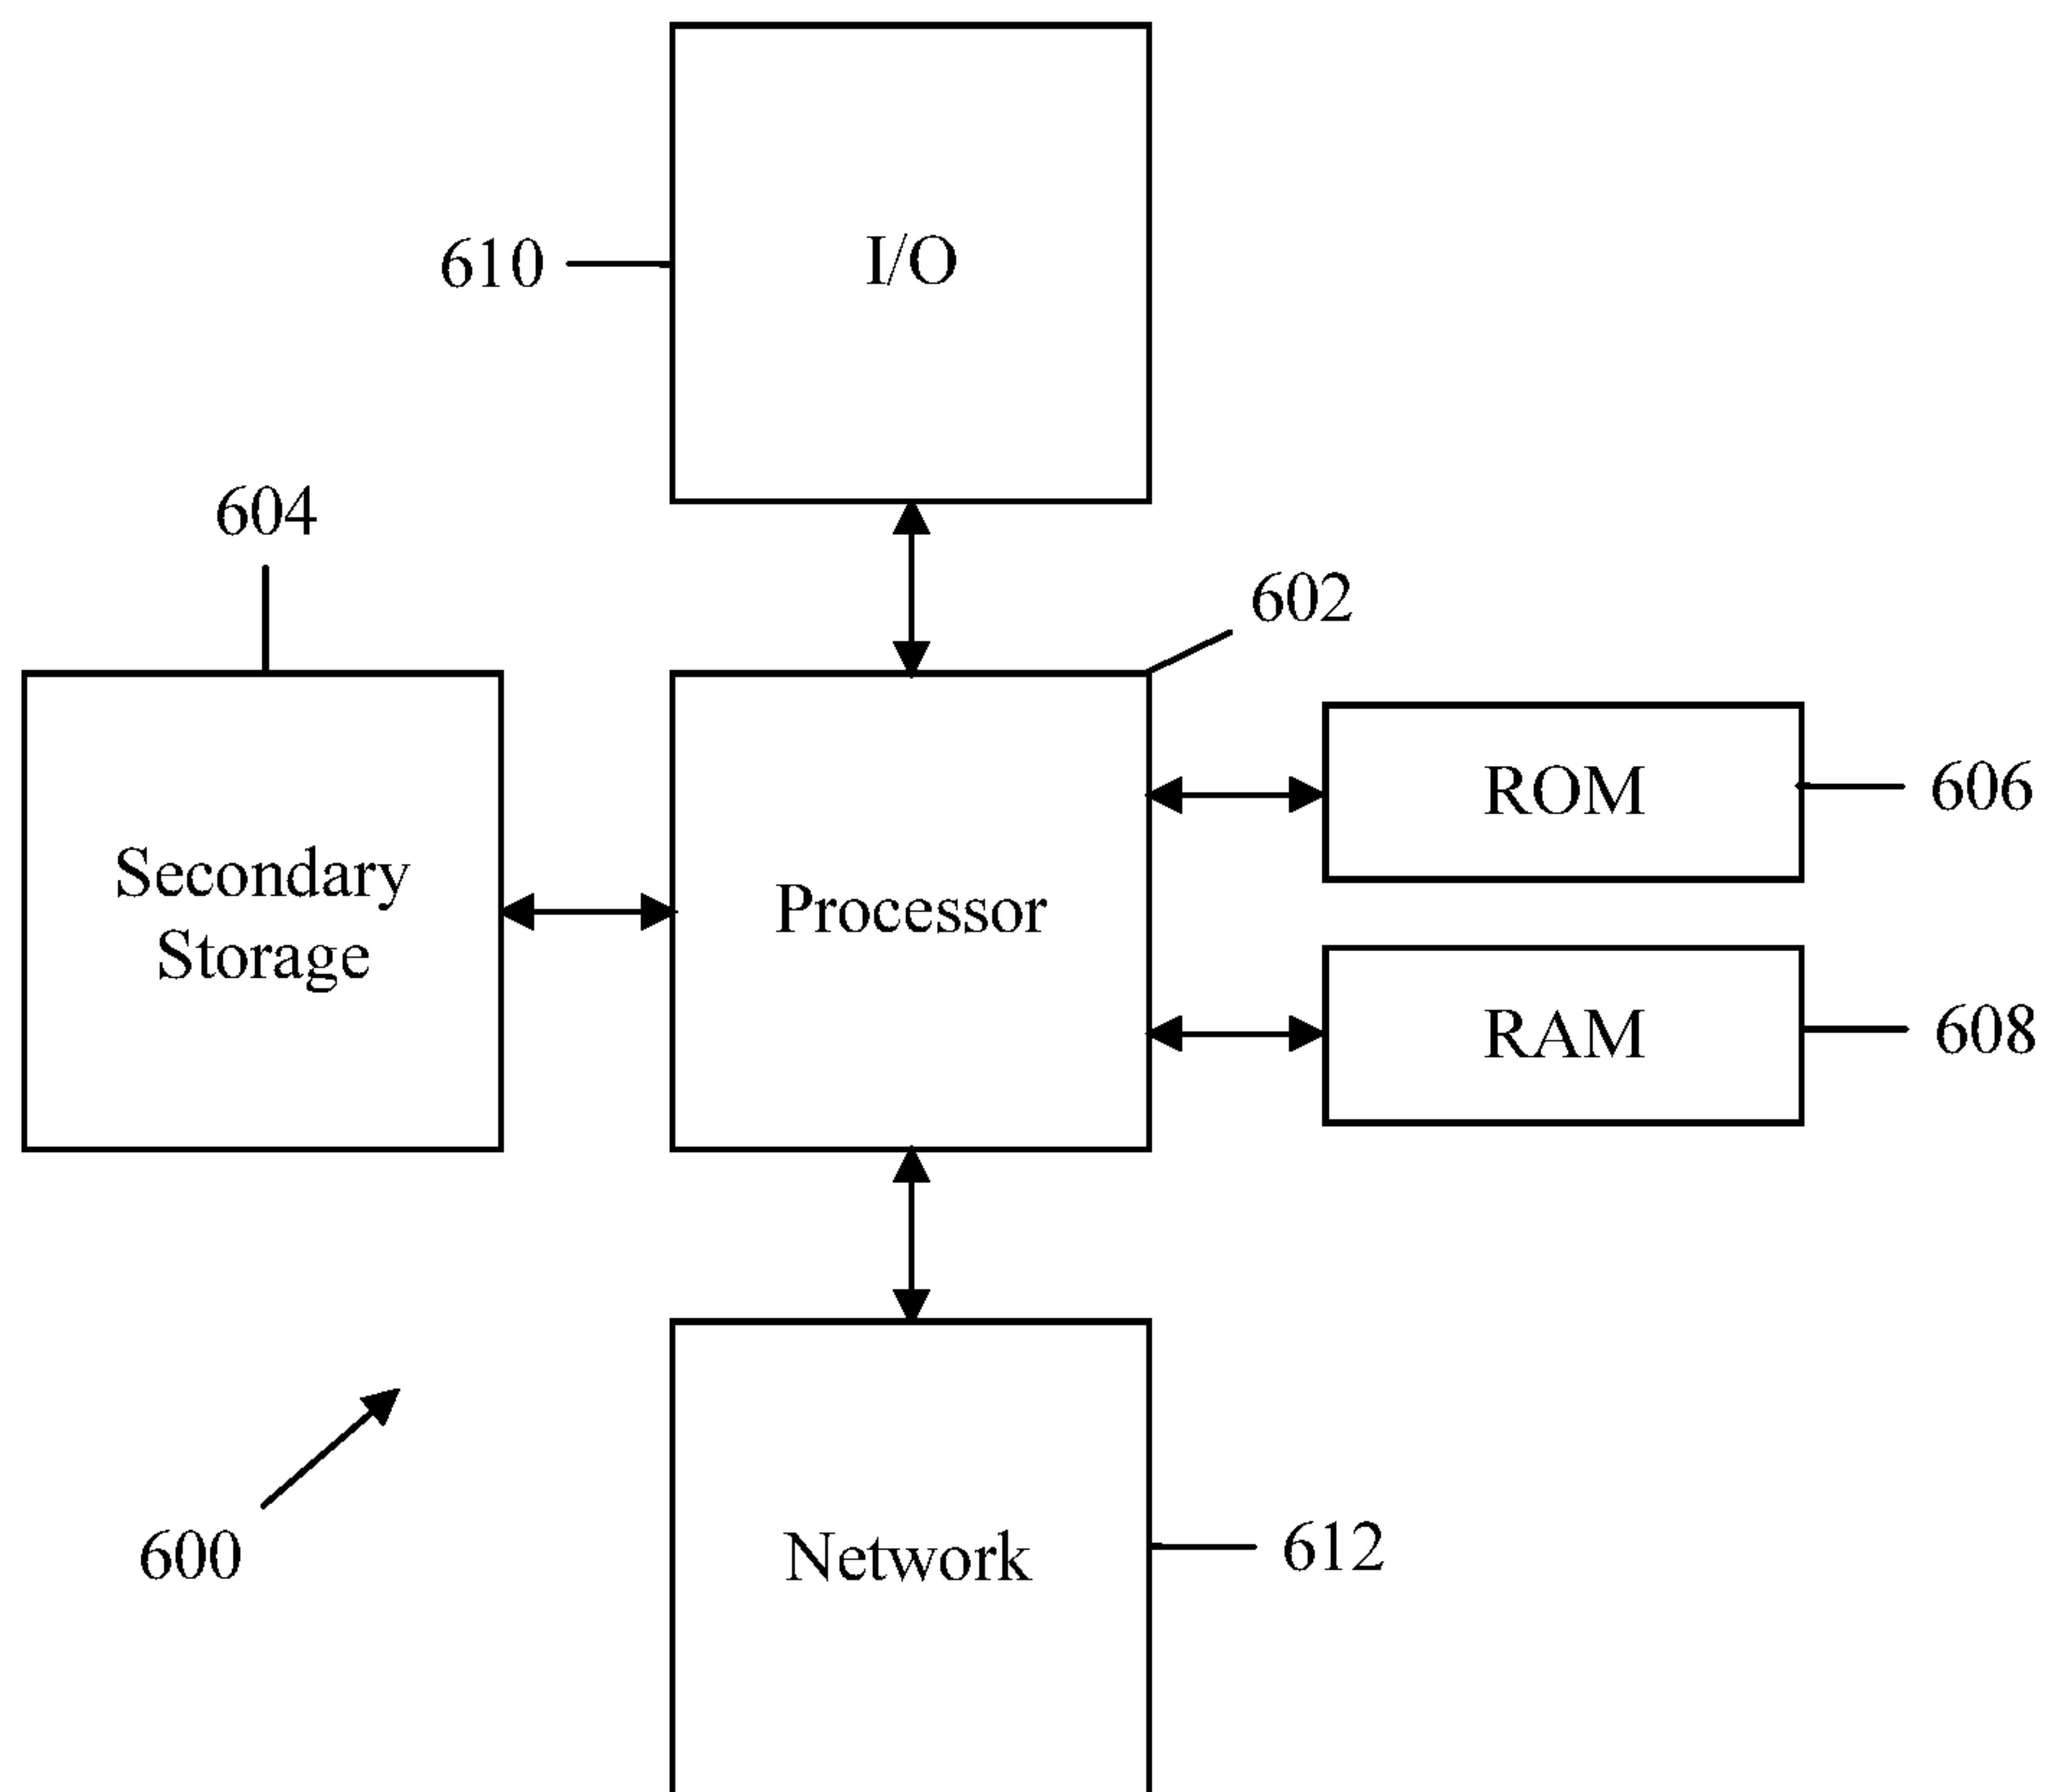 I/O
610
604
602
ROM
606
Secondary
Storage
Processor
RAM
608
600
Network
612